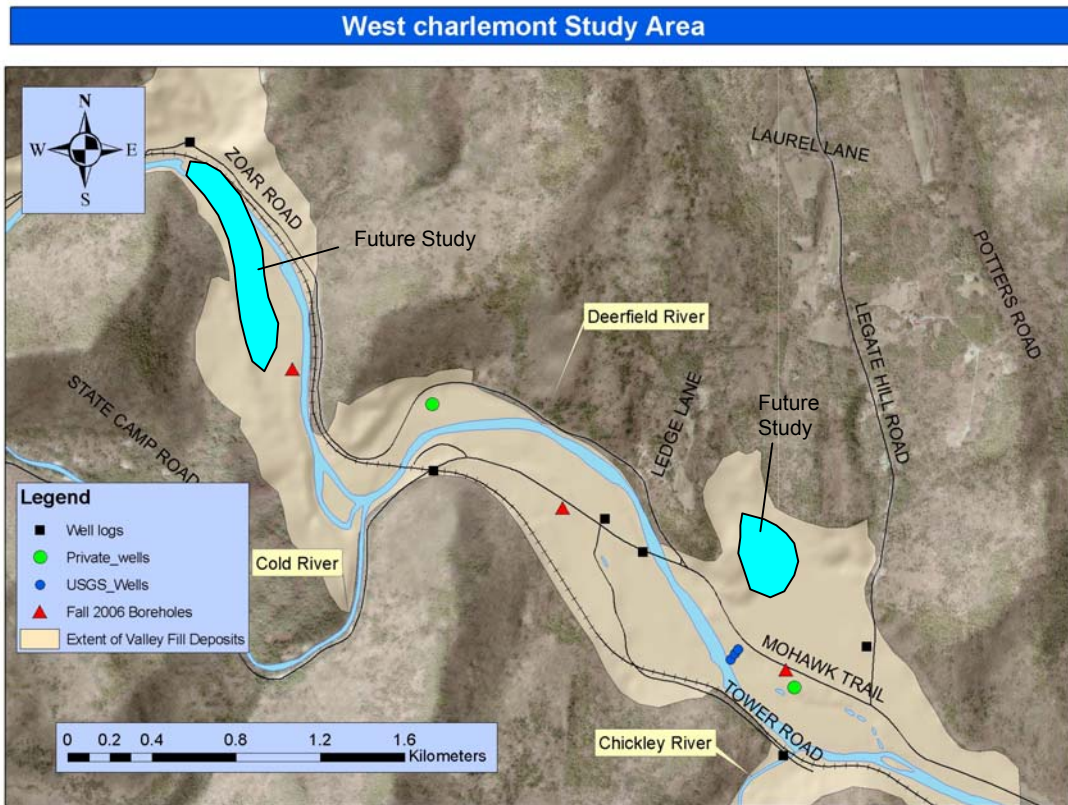 West charlemont Study Area
N
W E
S
ZOAR ROAD
Future Study
LAUREL LANE
POTTERS ROAD
LEGATE HILL ROAD
Deerfield River
LEDGE LANE
Future
Study
STATE CAMP ROAD
Legend
Well logs
Private_wells
USGS_Wells
Fall 2006 Boreholes
Extent of Valley Fill Deposits
Cold River
MOHAWK TRAIL
TOWER ROAD
Chickley River
0 0.2 0.4 0.8 1.2 1.6
Kilometers